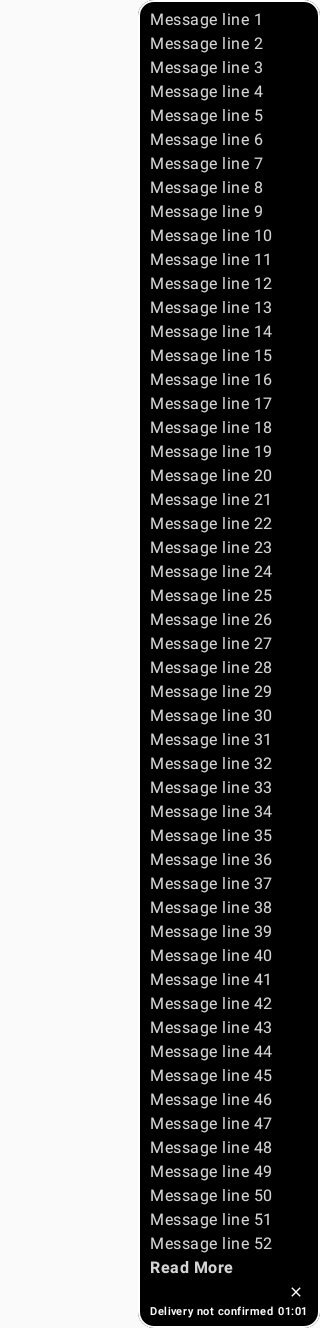 Message line 1
Message line 2
Message line 3
Message line 4
Message line 5
Message line 6
Message line 7
Message line 8
Message line 9
Message line 10
Message line 11
Message line 12
Message line 13
Message line 14
Message line 15
Message line 16
Message line 17
Message line 18
Message line 19
Message line 20
Message line 21
Message line 22
Message line 23
Message line 24
Message line 25
Message line 26
Message line 27
Message line 28
Message line 29
Message line 30
Message line 31
Message line 32
Message line 33
Message line 34
Message line 35
Message line 36
Message line 37
Message line 38
Message line 39
Message line 40
Message line 41
Message line 42
Message line 43
Message line 44
Message line 45
Message line 46
Message line 47
Message line 48
Message line 49
Message line 50
Message line 51
Message line 52
Read More
Delivery not confirmed 01:01